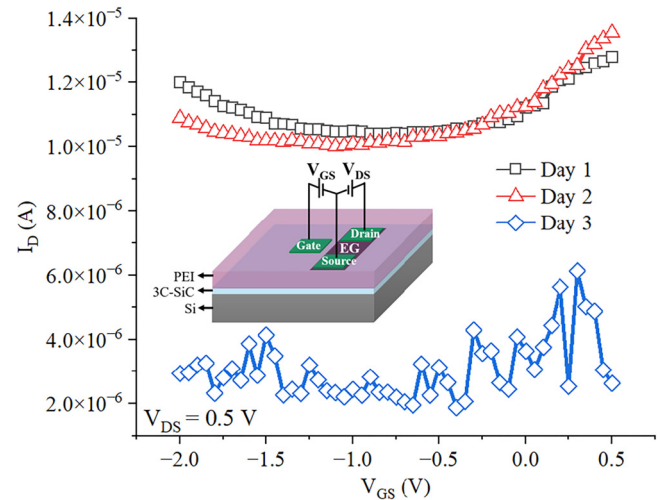 1.4×10⁻⁵
1.2×10⁻⁵
1.0×10⁻⁵
8.0×10⁻⁶
6.0×10⁻⁶
4.0×10⁻⁶
2.0×10⁻⁶
I_D (A)
Day 1
Day 2
Day 3
V_GS V_DS
Gate Drain
EG
Source
PEI
3C-SiC
Si
V_DS = 0.5 V
−2.0 −1.5 −1.0 −0.5 0.0 0.5
V_GS (V)